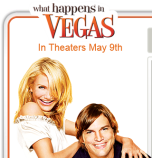 what happens in
VEGAS
In Theaters May 9th